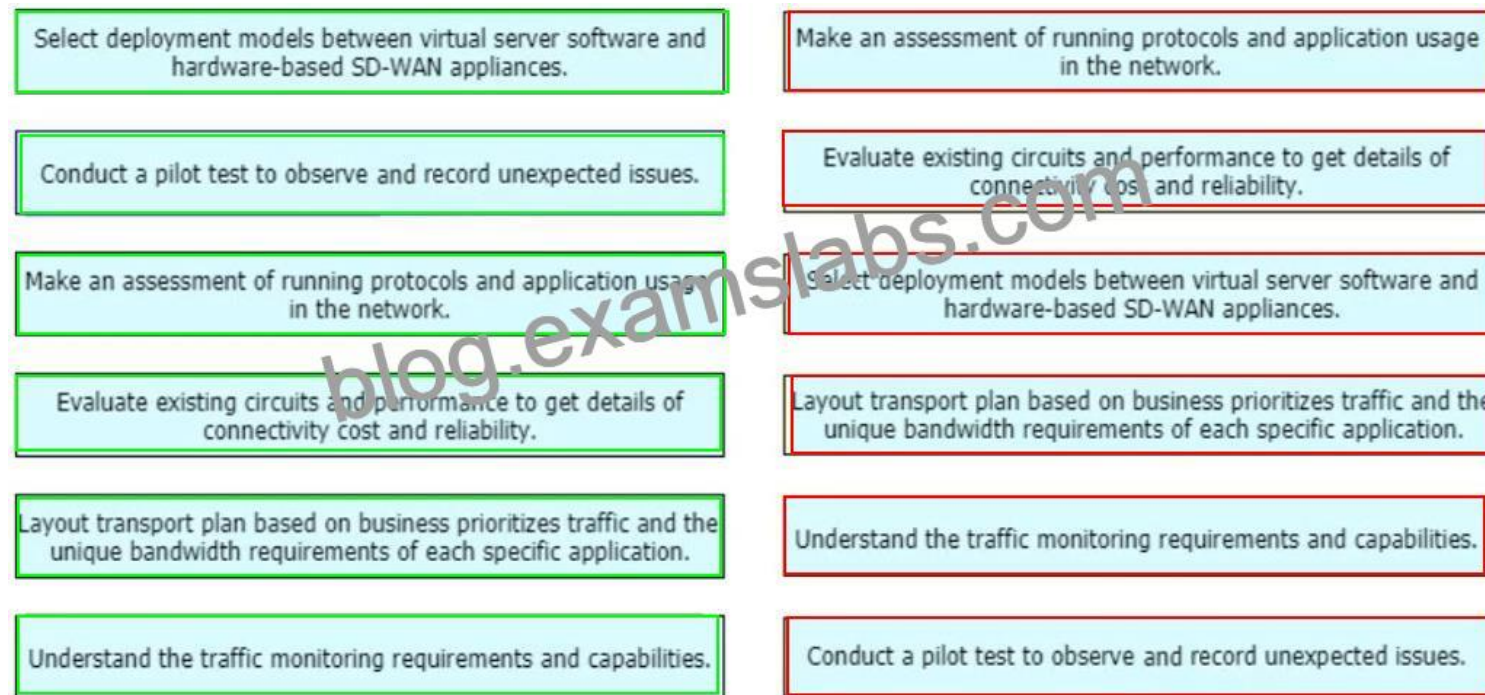 Select deployment models between virtual server software and
hardware-based SD-WAN appliances.
Conduct a pilot test to observe and record unexpected issues.
Make an assessment of running protocols and application usage
in the network.
Evaluate existing circuits and performance to get details of
connectivity cost and reliability.
Layout transport plan based on business prioritizes traffic and the
unique bandwidth requirements of each specific application.
Understand the traffic monitoring requirements and capabilities.
Make an assessment of running protocols and application usage
in the network.
Evaluate existing circuits and performance to get details of
connectivity cost and reliability.
Select deployment models between virtual server software and
hardware-based SD-WAN appliances.
Layout transport plan based on business prioritizes traffic and the
unique bandwidth requirements of each specific application.
Understand the traffic monitoring requirements and capabilities.
Conduct a pilot test to observe and record unexpected issues.
blog.examslabs.com